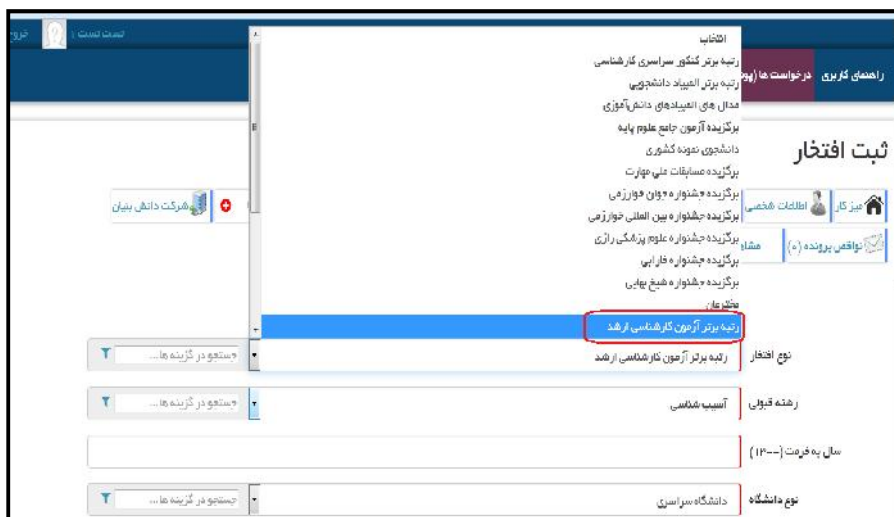 تست تست ۱ خروج
راهنمای کاربری درخواست ها (پور
ثبت افتخار
میز کار اطلاعات شخصی شرکت دانش بنیان
نواقص پرونده (۰) مشا
انتخاب
رتبه برتر کنکور سراسری کارشناسی
رتبه برتر المپیاد دانشجویی
مدال های المپیادهای دانش‌آموزی
برگزیده آزمون جامع علوم پایه
دانشجوی نمونه کشوری
برگزیده مسابقات ملی مهارت
برگزیده جشنواره جوان خوارزمی
برگزیده جشنواره بین المللی خوارزمی
برگزیده جشنواره علوم پزشکی رازی
برگزیده جشنواره فارابی
برگزیده جشنواره شیخ بهایی
مخترعان
رتبه برتر آزمون کارشناسی ارشد
نوع افتخار رتبه برتر آزمون کارشناسی ارشد جستجو در گزینه ها...
رشته قبولی آسیب شناسی جستجو در گزینه ها...
سال به فرمت (--۱۳)
نوع دانشگاه دانشگاه سراسری جستجو در گزینه ها...